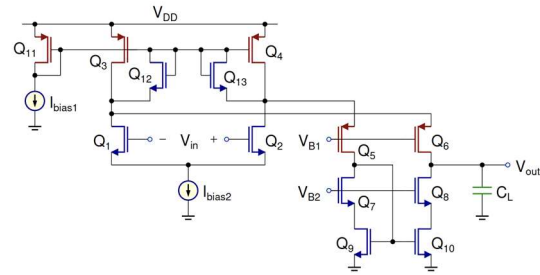 V_DD
Q_11
Q_3
Q_12
Q_13
Q_4
I_bias1
Q_1
− V_in +
Q_2
V_B1
Q_5
Q_6
I_bias2
V_B2
Q_7
Q_8
V_out
C_L
Q_9
Q_10